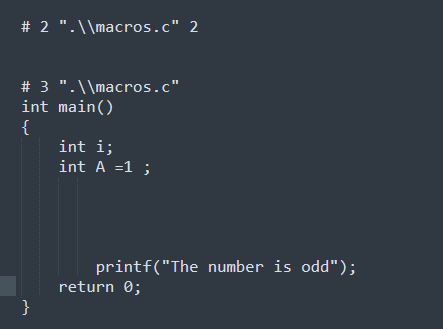 # 2 ".\\macros.c" 2
# 3 ".\\macros.c"
int main()
{
    int i;
    int A =1 ;
        printf("The number is odd");
    return 0;
}